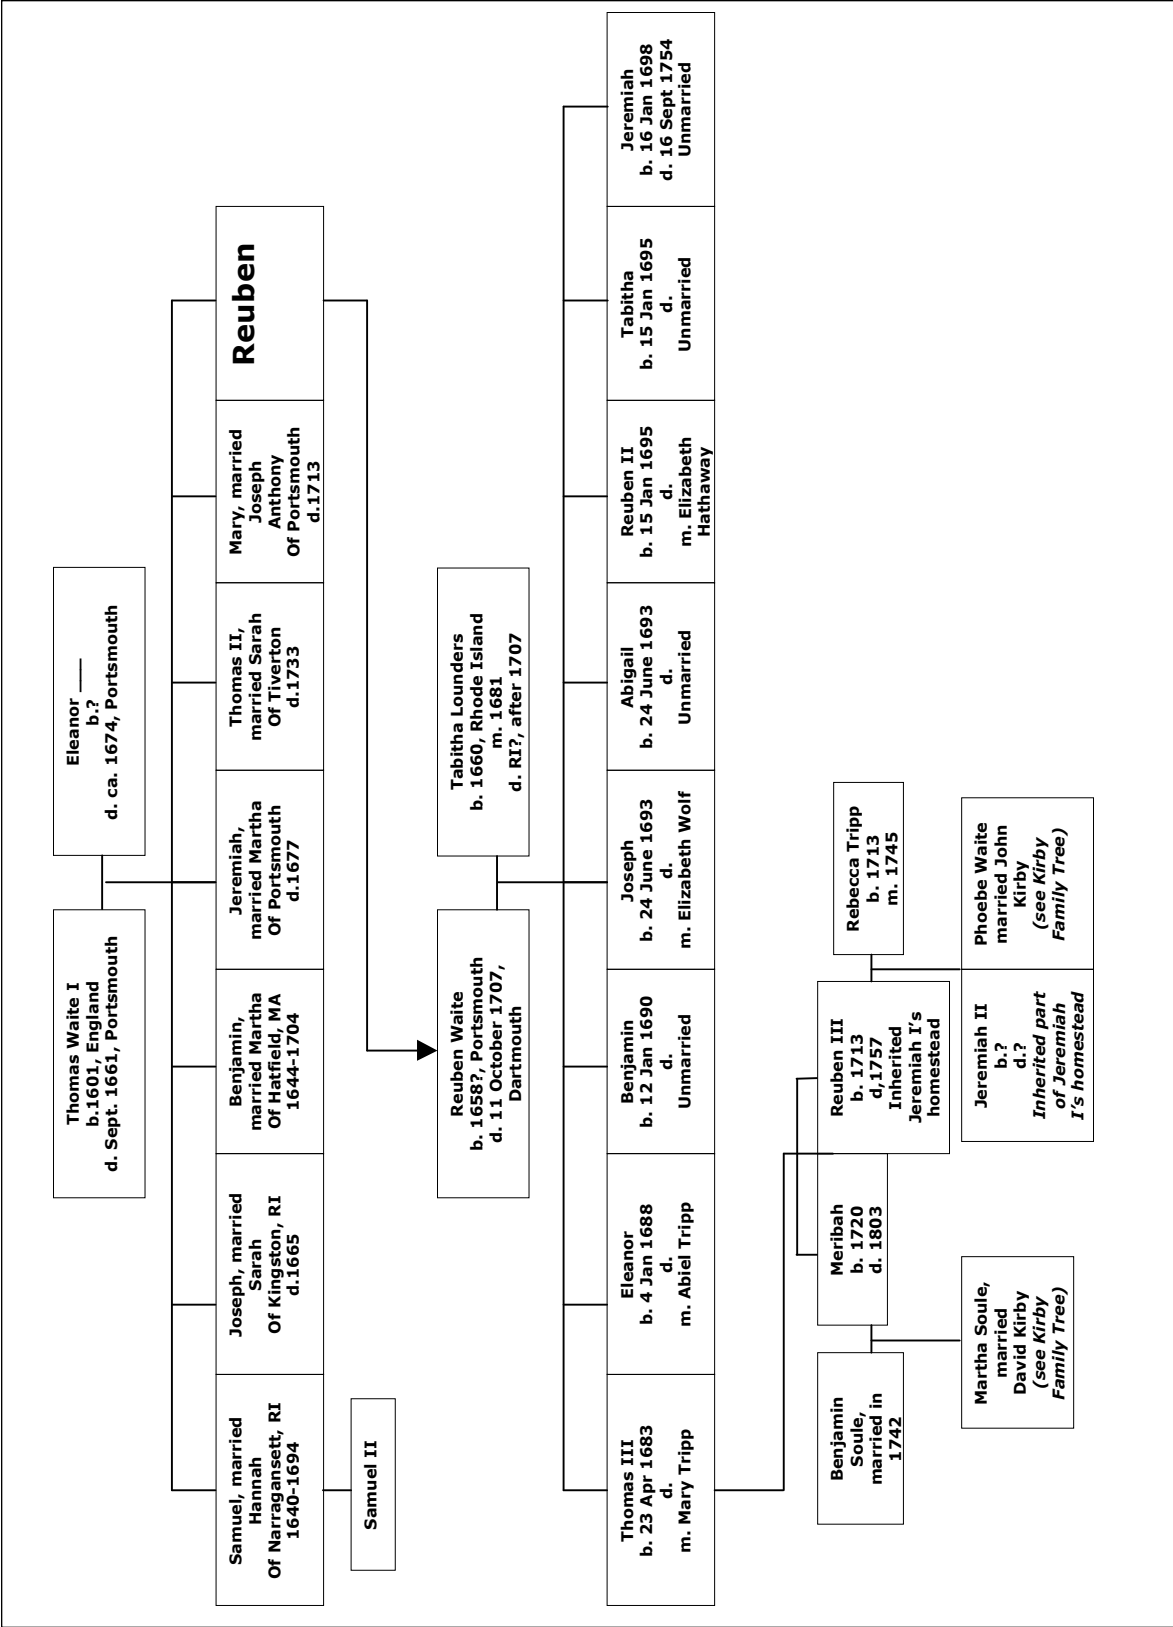 Thomas Waite I
b.1601, England
d. Sept. 1661, Portsmouth
Eleanor ____
b.?
d. ca. 1674, Portsmouth
Samuel, married
Hannah
Of Narragansett, RI
1640-1694
Joseph, married
Sarah
Of Kingston, RI
d.1665
Benjamin,
married Martha
Of Hatfield, MA
1644-1704
Jeremiah,
married Martha
Of Portsmouth
d.1677
Thomas II,
married Sarah
Of Tiverton
d.1733
Mary, married
Joseph
Anthony
Of Portsmouth
d.1713
Reuben
Samuel II
Reuben Waite
b. 1658?, Portsmouth
d. 11 October 1707,
Dartmouth
Tabitha Lounders
b. 1660, Rhode Island
m. 1681
d. RI?, after 1707
Thomas III
b. 23 Apr 1683
d.
m. Mary Tripp
Eleanor
b. 4 Jan 1688
d.
m. Abiel Tripp
Benjamin
b. 12 Jan 1690
d.
Unmarried
Joseph
b. 24 June 1693
d.
m. Elizabeth Wolf
Abigail
b. 24 June 1693
d.
Unmarried
Reuben II
b. 15 Jan 1695
d.
m. Elizabeth
Hathaway
Tabitha
b. 15 Jan 1695
d.
Unmarried
Jeremiah
b. 16 Jan 1698
d. 16 Sept 1754
Unmarried
Benjamin
Soule,
married in
1742
Meribah
b. 1720
d. 1803
Reuben III
b. 1713
d,1757
Inherited
Jeremiah I's
homestead
Rebecca Tripp
b. 1713
m. 1745
Martha Soule,
married
David Kirby
(see Kirby
Family Tree)
Jeremiah II
b.?
d.?
Inherited part
of Jeremiah
I's homestead
Phoebe Waite
married John
Kirby
(see Kirby
Family Tree)